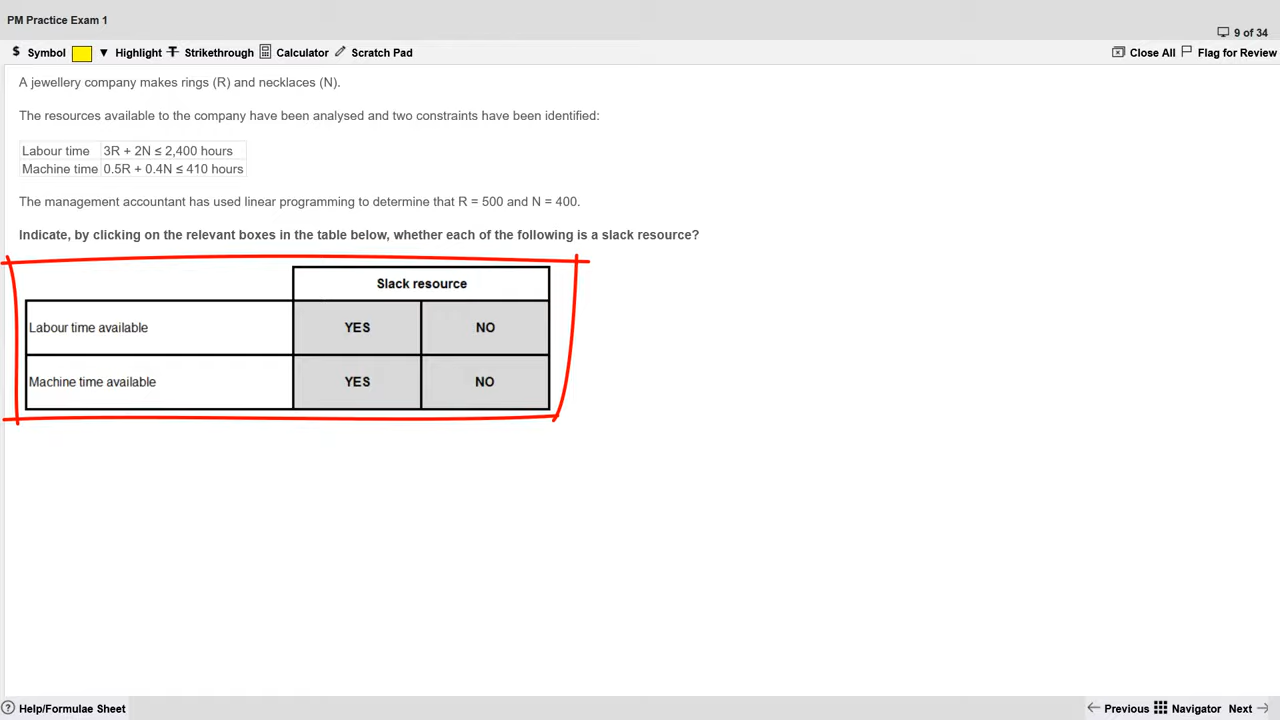 PM Practice Exam 1
9 of 34
$ Symbol ▼ Highlight Strikethrough Calculator Scratch Pad Close All Flag for Review
A jewellery company makes rings (R) and necklaces (N).
The resources available to the company have been analysed and two constraints have been identified:
Labour time 3R + 2N ≤ 2,400 hours
Machine time 0.5R + 0.4N ≤ 410 hours
The management accountant has used linear programming to determine that R = 500 and N = 400.
Indicate, by clicking on the relevant boxes in the table below, whether each of the following is a slack resource?
Slack resource
Labour time available YES NO
Machine time available YES NO
? Help/Formulae Sheet Previous Navigator Next